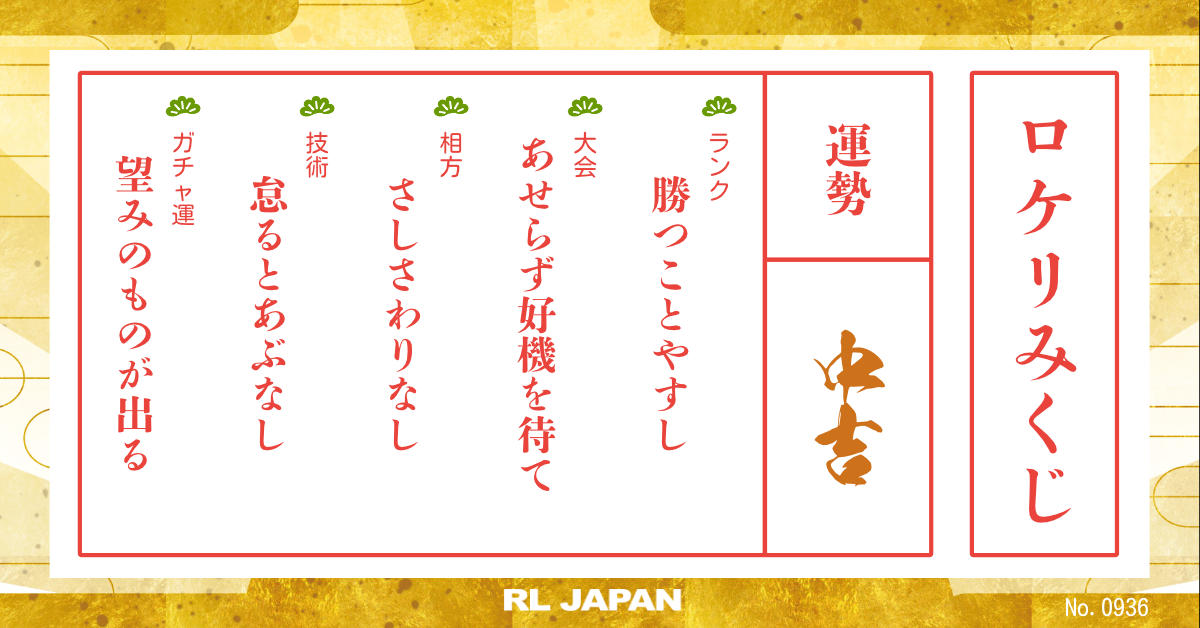 ロケリみくじ
運勢
中吉
ランク
勝つことやすし
大会
あせらず好機を待て
相方
さしさわりなし
技術
怠るとあぶなし
ガチャ運
望みのものが出る
RL JAPAN
No. 0936